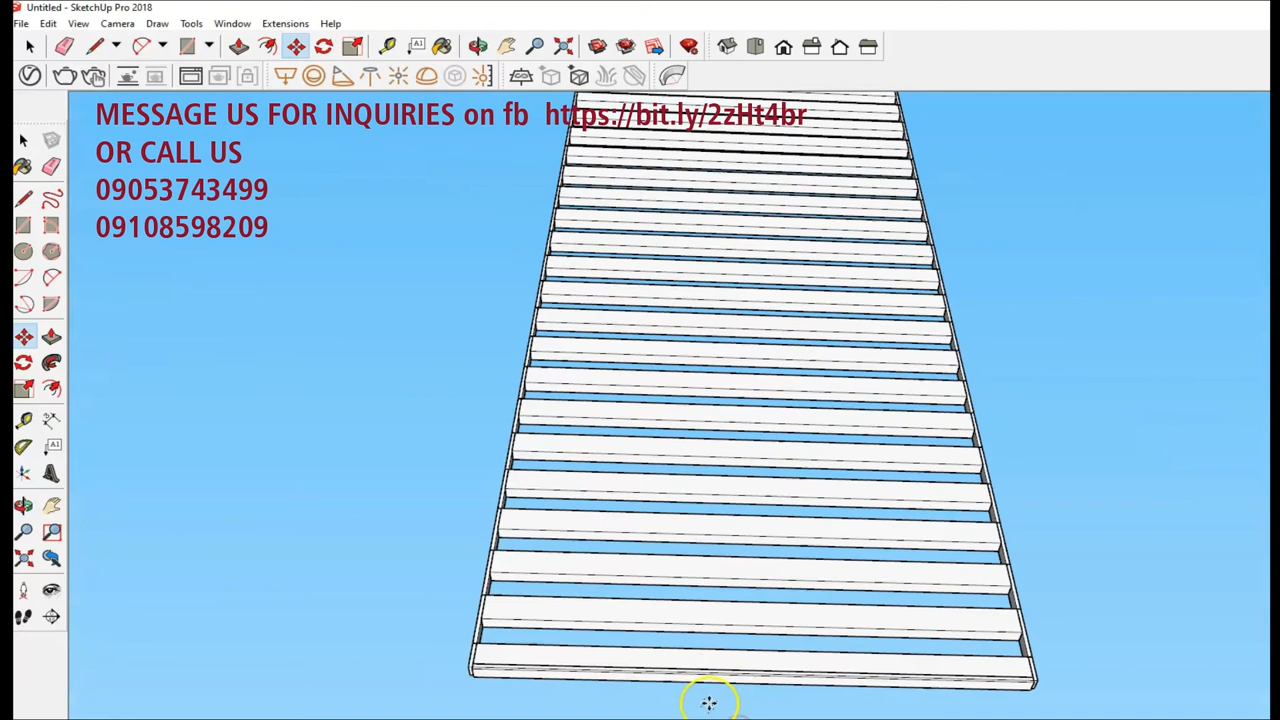 Untitled - SketchUp Pro 2018
File Edit View Camera Draw Tools Window Extensions Help
MESSAGE US FOR INQUIRIES on fb https://bit.ly/2zHt4br
OR CALL US
09053743499
09108598209